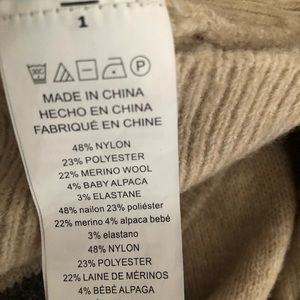 1
MADE IN CHINA
HECHO EN CHINA
FABRIQUÉ EN CHINE
48% NYLON
23% POLYESTER
22% MERINO WOOL
4% BABY ALPACA
3% ELASTANE
48% nailon 23% poliéster
22% merino 4% alpaca bebé
3% elastano
48% NYLON
23% POLYESTER
22% LAINE DE MÉRINOS
4% BÉBÉ ALPAGA